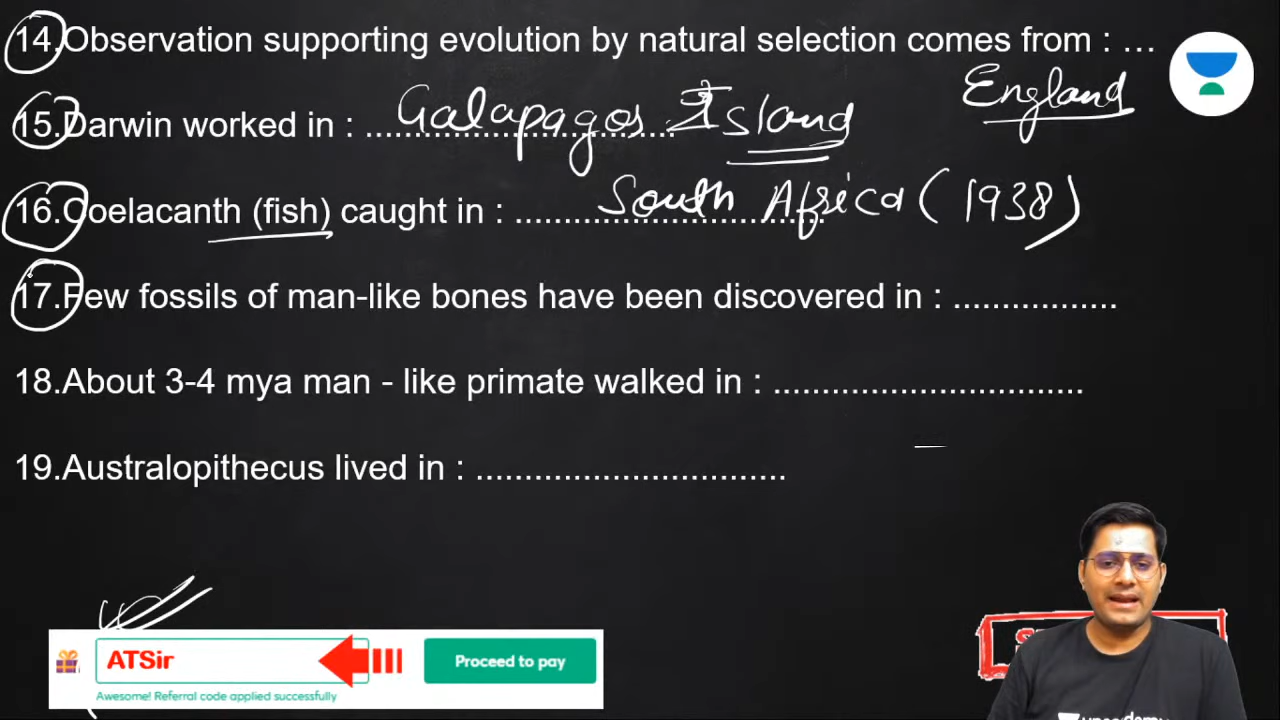 14.Observation supporting evolution by natural selection comes from : ... England
15.Darwin worked in : ............................... Galapagos Island
16.Coelacanth (fish) caught in : ............................... South Africa (1938)
17.Few fossils of man-like bones have been discovered in : .................
18.About 3-4 mya man - like primate walked in : ...............................
19.Australopithecus lived in : ...............................
ATSir
Proceed to pay
Awesome! Referral code applied successfully